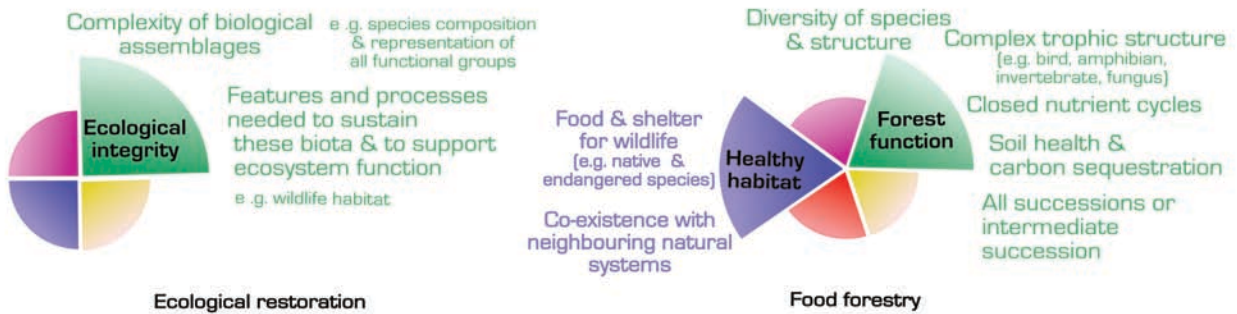 Complexity of biological
assemblages
e .g. species composition
& representation of
all functional groups
Ecological
integrity
Features and processes
needed to sustain
these biota & to support
ecosystem function
e .g. wildlife habitat
Ecological restoration
Diversity of species
& structure
Complex trophic structure
(e.g. bird, amphibian,
invertebrate, fungus)
Forest
function
Closed nutrient cycles
Soil health &
carbon sequestration
All successions or
intermediate
succession
Food & shelter
for wildlife
(e.g. native &
endangered species)
Healthy
habitat
Co-existence with
neighbouring natural
systems
Food forestry